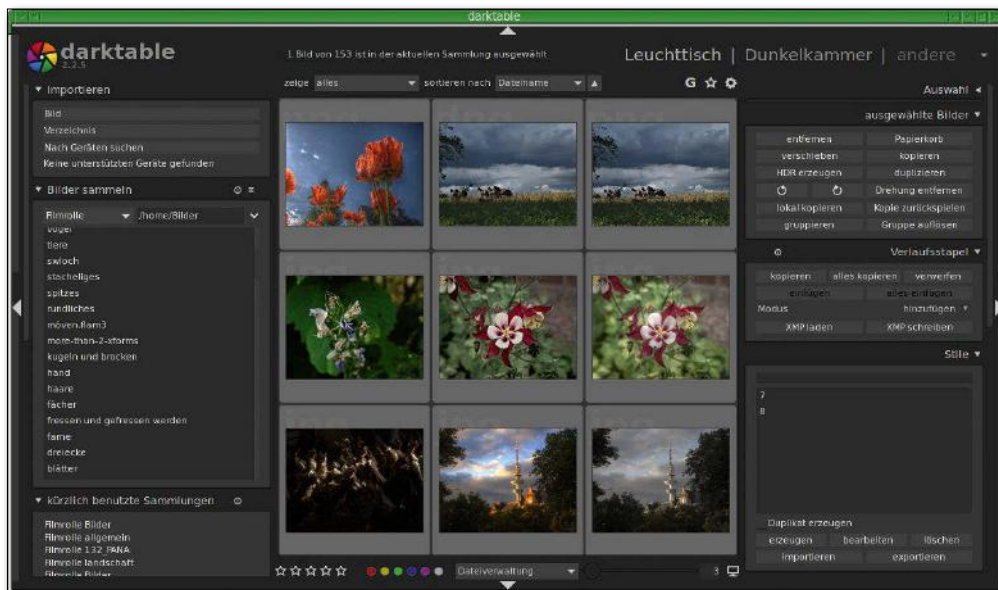 darktable
darktable
2.2.5
1 Bild von 153 ist in der aktuellen Sammlung ausgewählt
Leuchttisch | Dunkelkammer | andere
zeige alles sortieren nach Dateiname
G
Importieren
Bild
Verzeichnis
Nach Geräten suchen
Keine unterstützten Geräte gefunden
Bilder sammeln
Filmrolle /home/Bilder
vögel
tiere
swloch
stacheliges
spitzes
rundliches
möven.flam3
more-than-2-xforms
kugeln und brocken
hand
haare
fächer
fressen und gefressen werden
farne
dreiecke
blätter
kürzlich benutzte Sammlungen
Filmrolle Bilder
Filmrolle allgemein
Filmrolle 132_PANA
Filmrolle landschaft
Filmrolle Bilder
Dateiverwaltung
3
Auswahl
ausgewählte Bilder
entfernen Papierkorb
verschieben kopieren
HDR erzeugen duplizieren
Drehung entfernen
lokal kopieren Kopie zurückspielen
gruppieren Gruppe auflösen
Verlaufsstapel
kopieren alles kopieren verwerfen
einfügen alles einfügen
Modus hinzufügen
XMP laden XMP schreiben
Stile
7
8
Duplikat erzeugen
erzeugen bearbeiten löschen
importieren exportieren